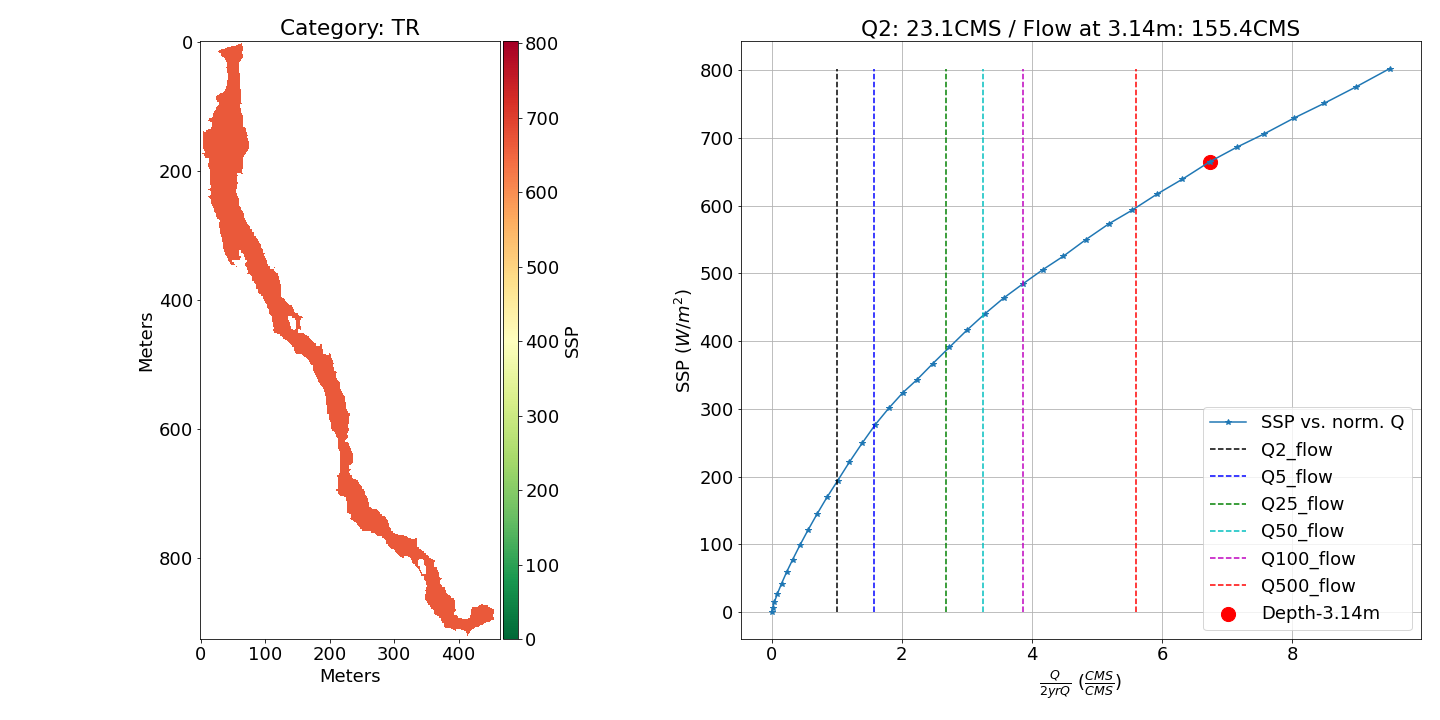 Category: TR
0
200
400
600
800
Meters
0
100
200
300
400
Meters
800
700
600
500
400
300
200
100
0
SSP
Q2: 23.1CMS / Flow at 3.14m: 155.4CMS
800
700
600
500
400
300
200
100
0
SSP (W/m²)
0
2
4
6
8
Q/2yrQ (CMS/CMS)
SSP vs. norm. Q
Q2_flow
Q5_flow
Q25_flow
Q50_flow
Q100_flow
Q500_flow
Depth-3.14m